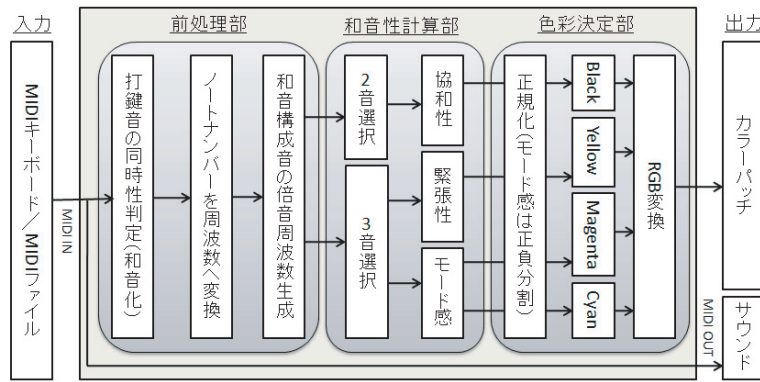 入力
前処理部
和音性計算部
色彩決定部
出力
MIDIキーボード/MIDIファイル
MIDI IN
打鍵音の同時性判定(和音化)
ノートナンバーを周波数へ変換
和音構成音の倍音周波数生成
2音選択
3音選択
協和性
緊張性
モード感
正規化(モード感は正負分割)
Black
Yellow
Magenta
Cyan
RGB変換
カラーパッチ
MIDI OUT
サウンド